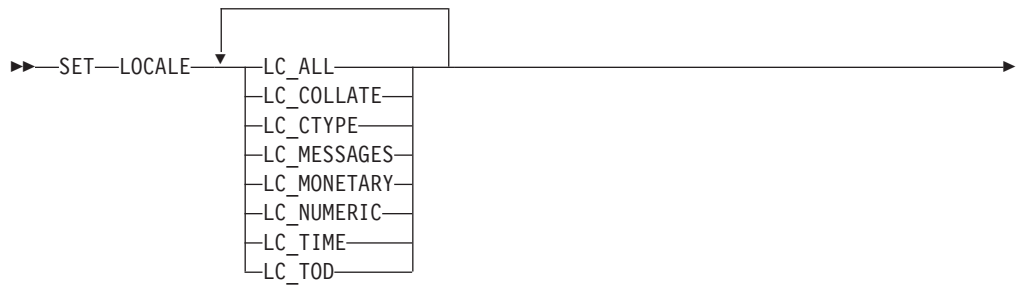 SET LOCALE LC_ALL
LC_COLLATE
LC_CTYPE
LC_MESSAGES
LC_MONETARY
LC_NUMERIC
LC_TIME
LC_TOD